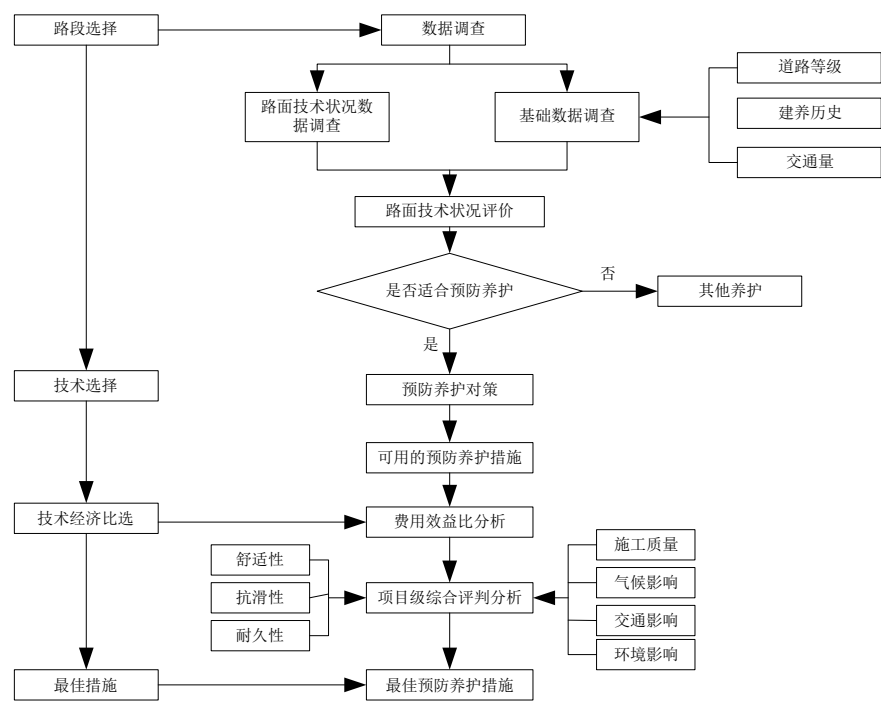 路段选择
数据调查
道路等级
路面技术状况数
据调查
基础数据调查
建养历史
交通量
路面技术状况评价
是否适合预防养护
否
其他养护
是
技术选择
预防养护对策
可用的预防养护措施
技术经济比选
费用效益比分析
施工质量
舒适性
气候影响
抗滑性
项目级综合评判分析
交通影响
耐久性
环境影响
最佳措施
最佳预防养护措施